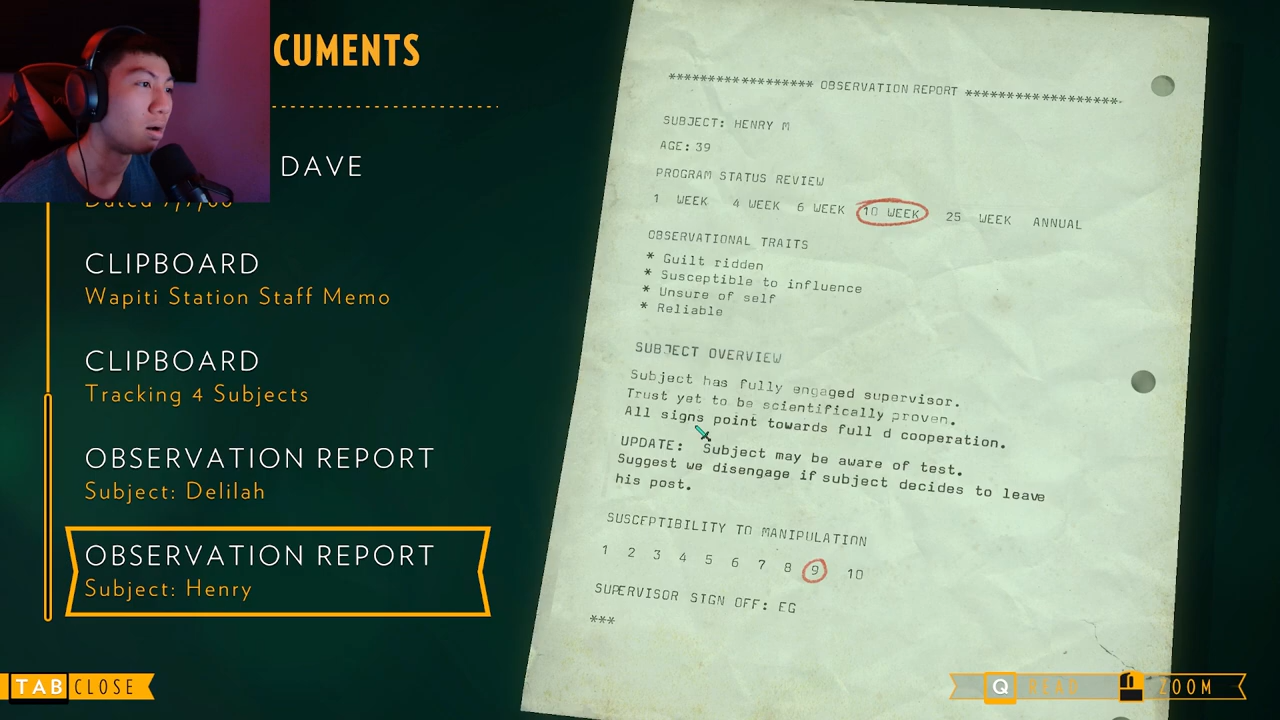 CUMENTS
DAVE
CLIPBOARD
Wapiti Station Staff Memo
CLIPBOARD
Tracking 4 Subjects
OBSERVATION REPORT
Subject: Delilah
OBSERVATION REPORT
Subject: Henry
TAB CLOSE
****************** OBSERVATION REPORT *******************
SUBJECT: HENRY M
AGE: 39
PROGRAM STATUS REVIEW
1 WEEK 4 WEEK 6 WEEK 10 WEEK 25 WEEK ANNUAL
OBSERVATIONAL TRAITS
* Guilt ridden
* Susceptible to influence
* Unsure of self
* Reliable
SUBJECT OVERVIEW
Subject has fully engaged supervisor.
Trust yet to be scientifically proven.
All signs point towards full d cooperation.
UPDATE: Subject may be aware of test.
Suggest we disengage if subject decides to leave
his post.
SUSCEPTIBILITY TO MANIPULATION
1 2 3 4 5 6 7 8 9 10
SUPERVISOR SIGN OFF: EG
***
Q READ ZOOM